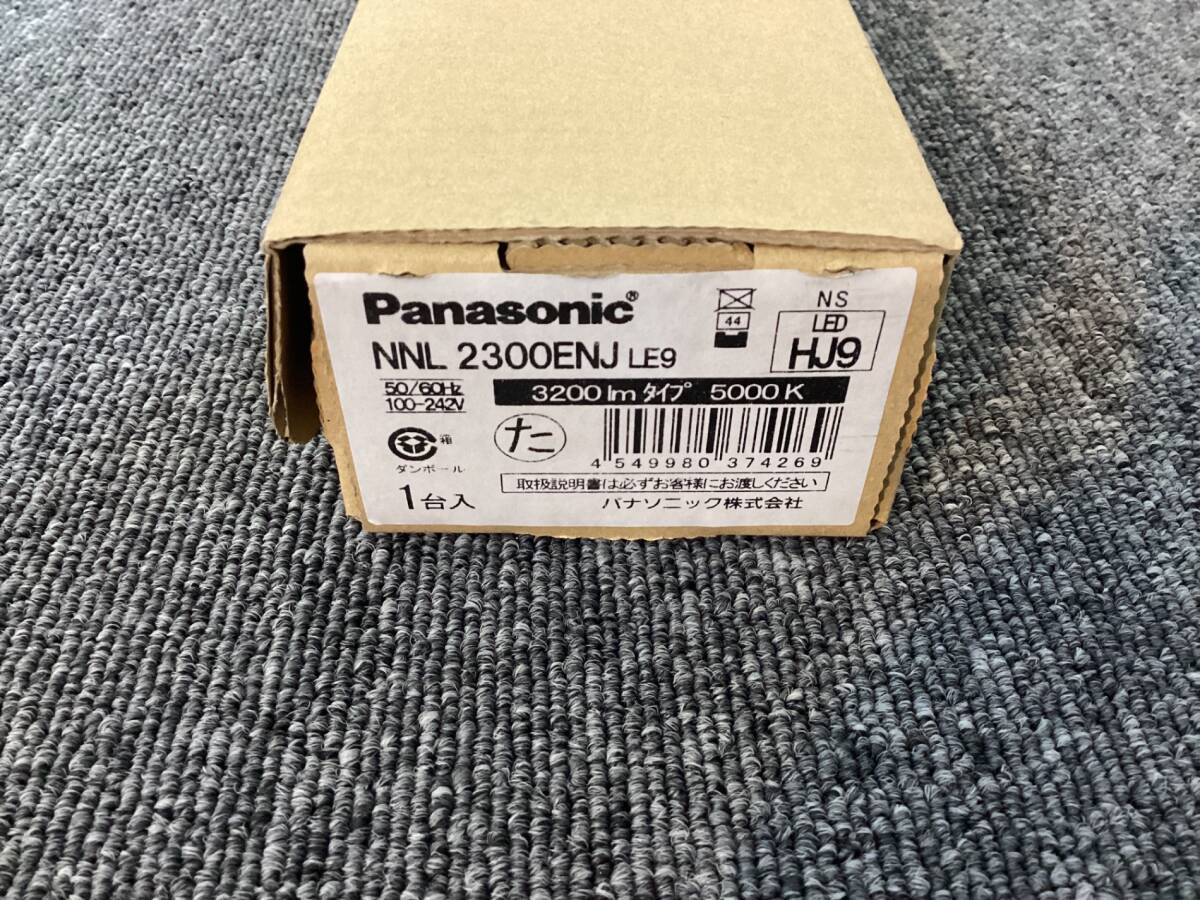 Panasonic®
NNL 2300ENJ LE9
44
NS
LED
HJ9
50/60Hz
100-242V
3200 lm タイプ 5000 K
た
箱
ダンボール
4 549980 374269
取扱説明書は必ずお客様にお渡しください
1台入
パナソニック株式会社